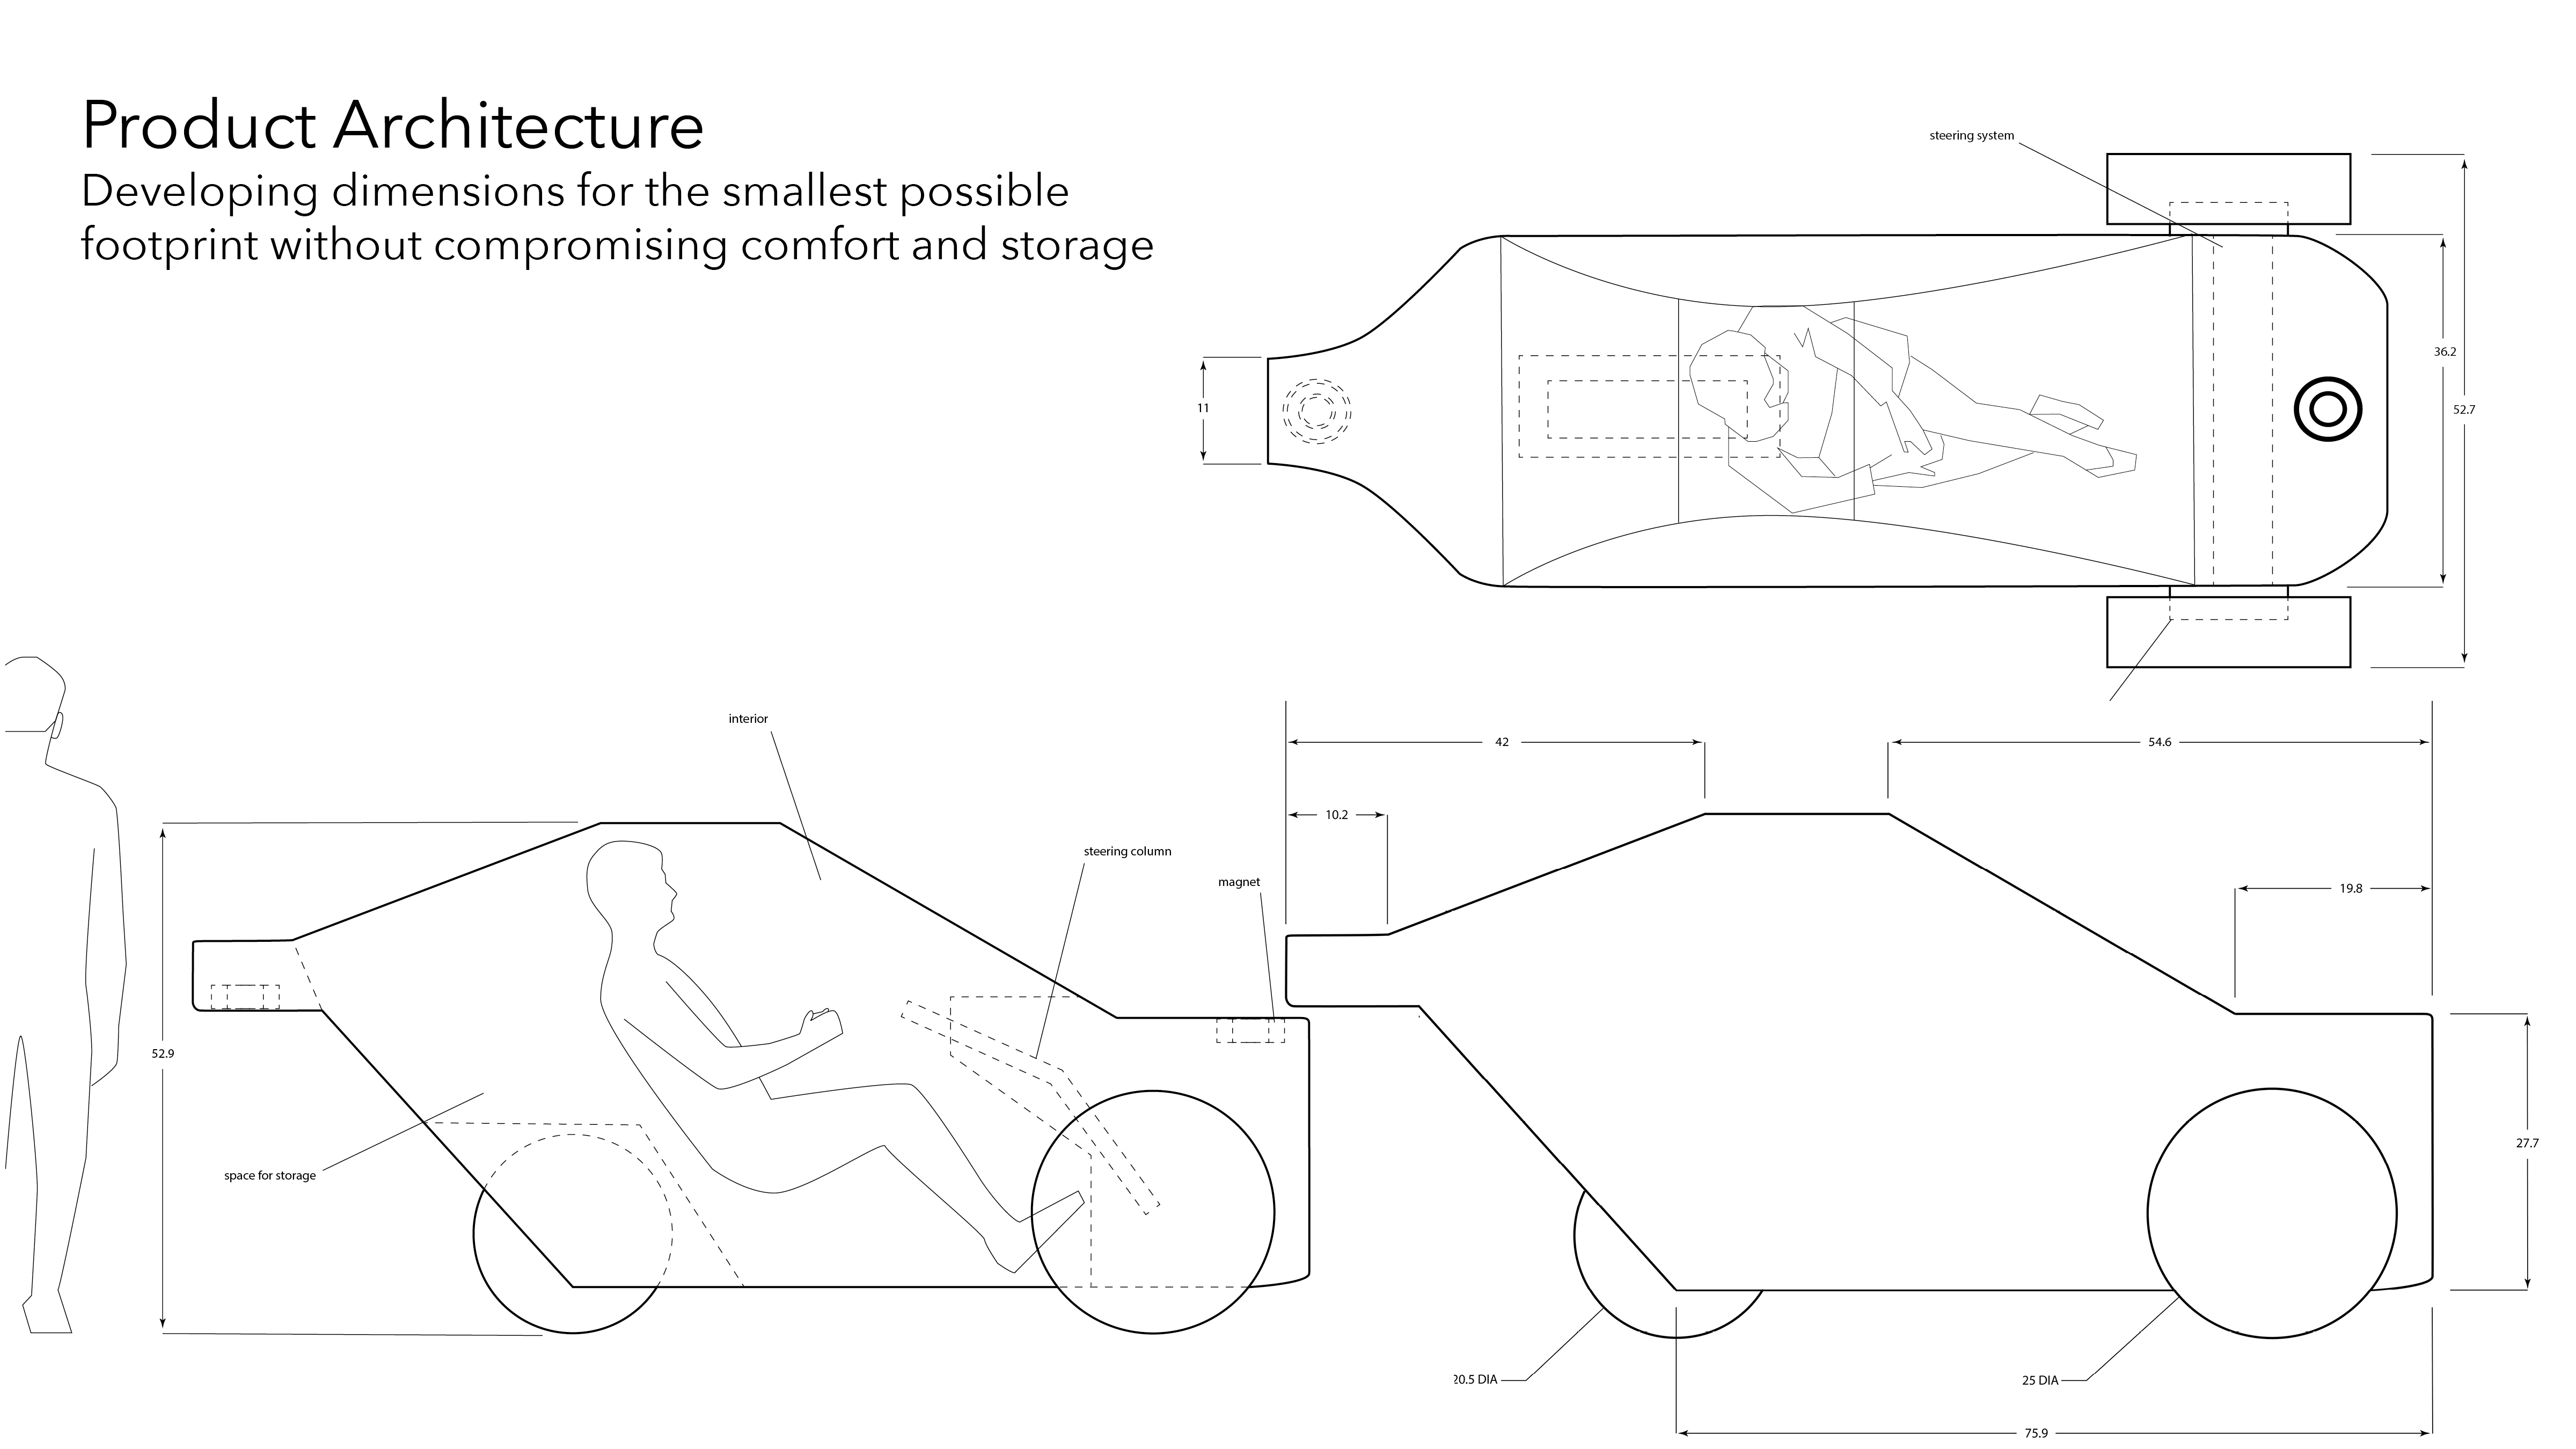 Product Architecture
Developing dimensions for the smallest possible
footprint without compromising comfort and storage
steering system
36.2
11
52.7
interior
42
54.6
10.2
steering column
magnet
19.8
52.9
27.7
space for storage
20.5 DIA
25 DIA
75.9